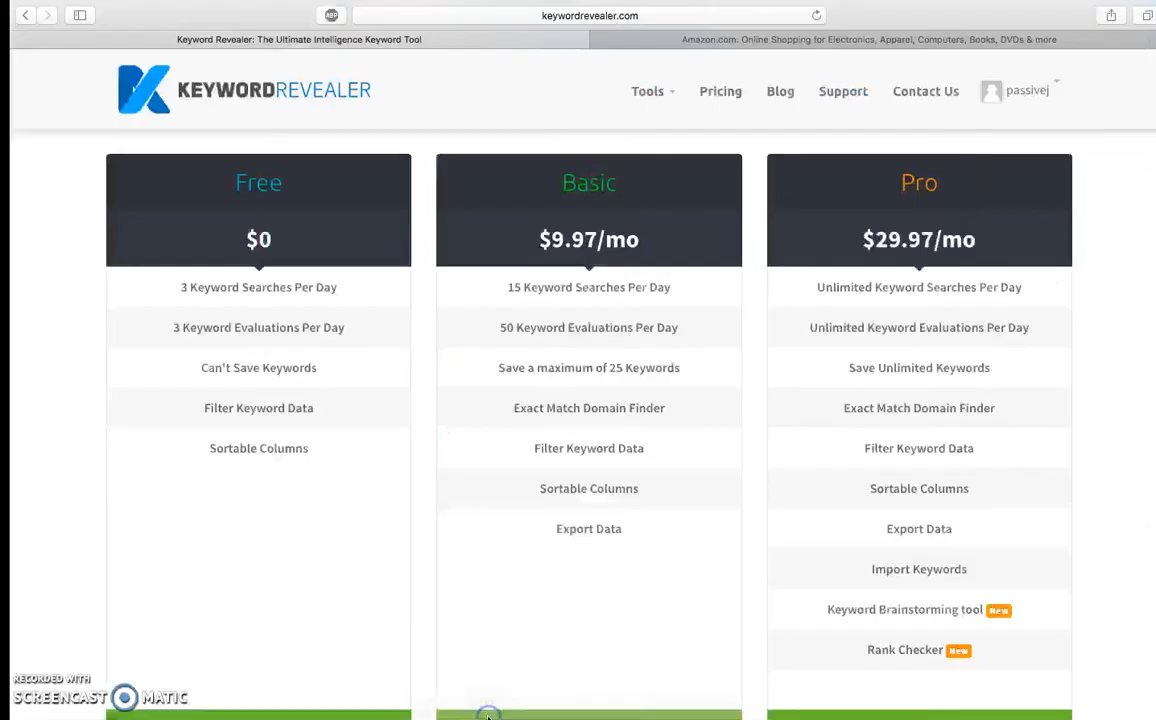 keywordrevealer.com
Keyword Revealer: The Ultimate Intelligence Keyword Tool
Amazon.com: Online Shopping for Electronics, Apparel, Computers, Books, DVDs & more
ABP
KEYWORDREVEALER
Tools
Pricing
Blog
Support
Contact Us
passivej
Free
$0
3 Keyword Searches Per Day
3 Keyword Evaluations Per Day
Can't Save Keywords
Filter Keyword Data
Sortable Columns
Basic
$9.97/mo
15 Keyword Searches Per Day
50 Keyword Evaluations Per Day
Save a maximum of 25 Keywords
Exact Match Domain Finder
Filter Keyword Data
Sortable Columns
Export Data
Pro
$29.97/mo
Unlimited Keyword Searches Per Day
Unlimited Keyword Evaluations Per Day
Save Unlimited Keywords
Exact Match Domain Finder
Filter Keyword Data
Sortable Columns
Export Data
Import Keywords
Keyword Brainstorming tool New
Rank Checker New
RECORDED WITH
SCREENCAST MATIC